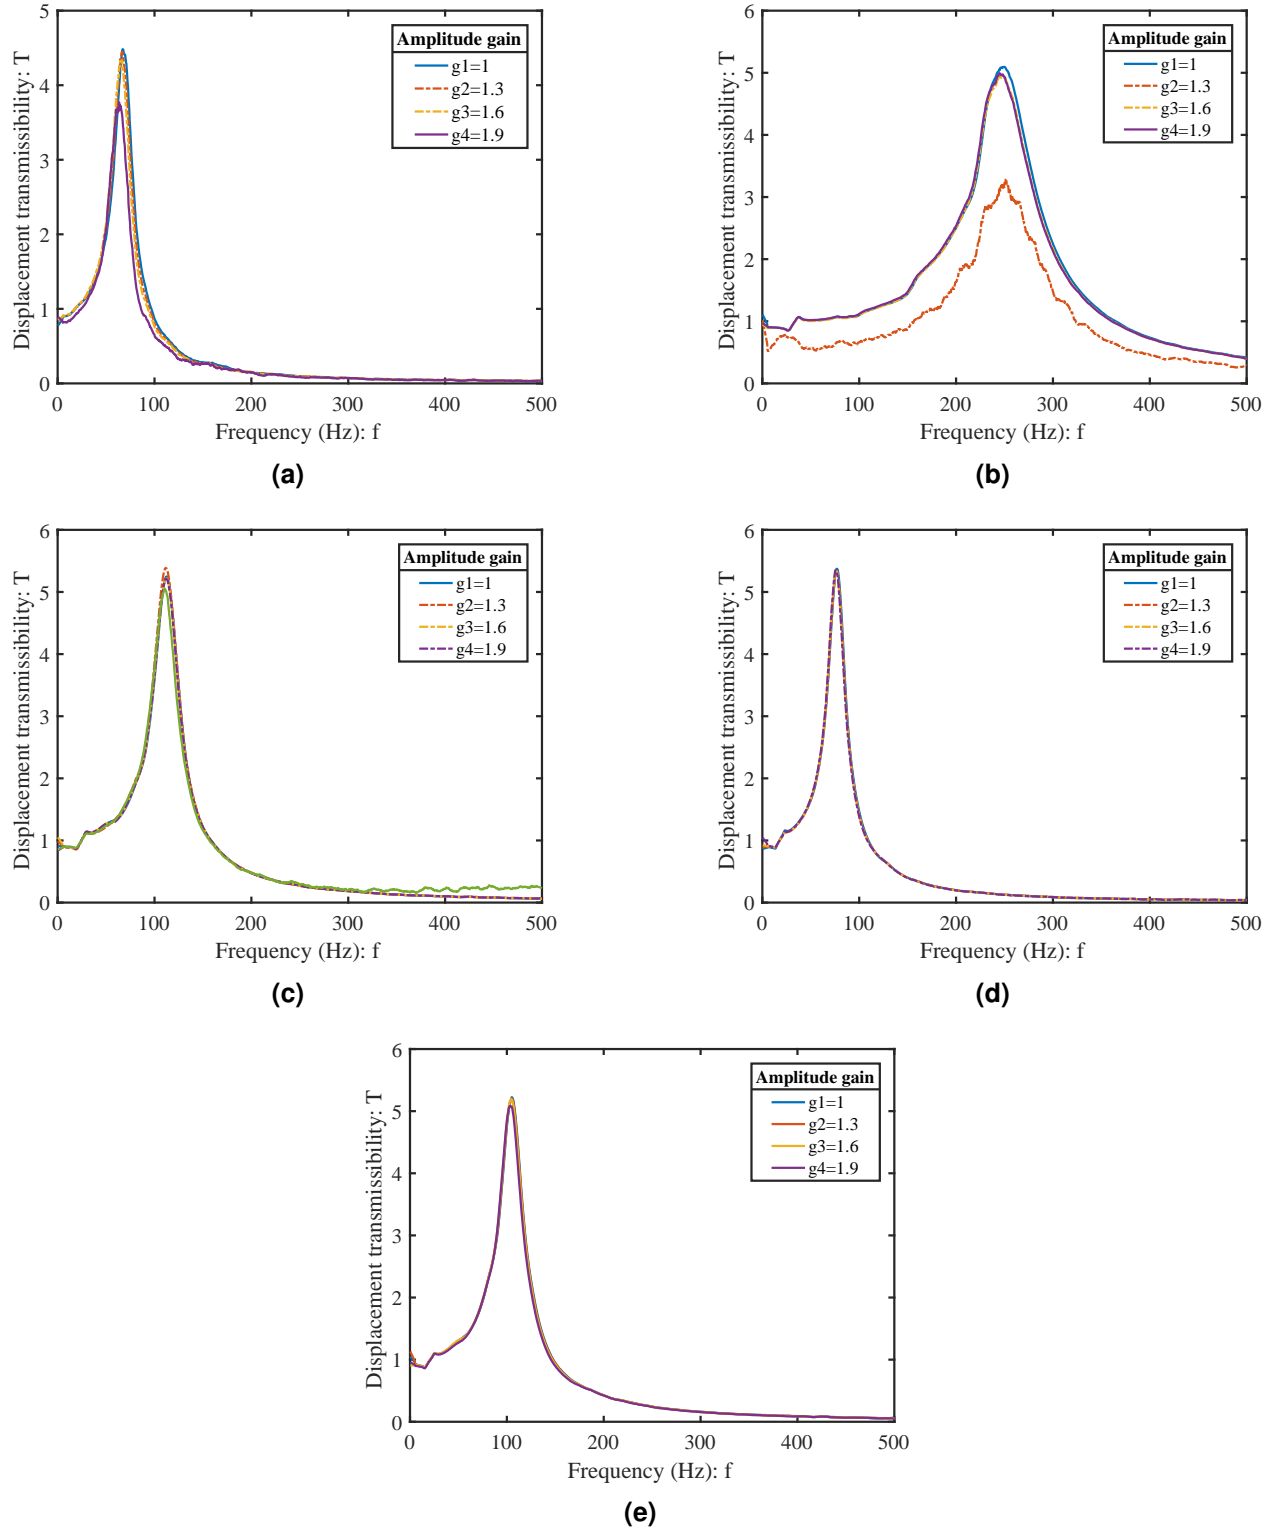 5
4
3
2
1
0
0 100 200 300 400 500
Displacement transmissibility: T
Frequency (Hz): f
Amplitude gain
g1=1
g2=1.3
g3=1.6
g4=1.9
(a)
6
5
4
3
2
1
0
0 100 200 300 400 500
Displacement transmissibility: T
Frequency (Hz): f
Amplitude gain
g1=1
g2=1.3
g3=1.6
g4=1.9
(b)
6
5
4
3
2
1
0
0 100 200 300 400 500
Displacement transmissibility: T
Frequency (Hz): f
Amplitude gain
g1=1
g2=1.3
g3=1.6
g4=1.9
(c)
6
5
4
3
2
1
0
0 100 200 300 400 500
Displacement transmissibility: T
Frequency (Hz): f
Amplitude gain
g1=1
g2=1.3
g3=1.6
g4=1.9
(d)
6
5
4
3
2
1
0
0 100 200 300 400 500
Displacement transmissibility: T
Frequency (Hz): f
Amplitude gain
g1=1
g2=1.3
g3=1.6
g4=1.9
(e)